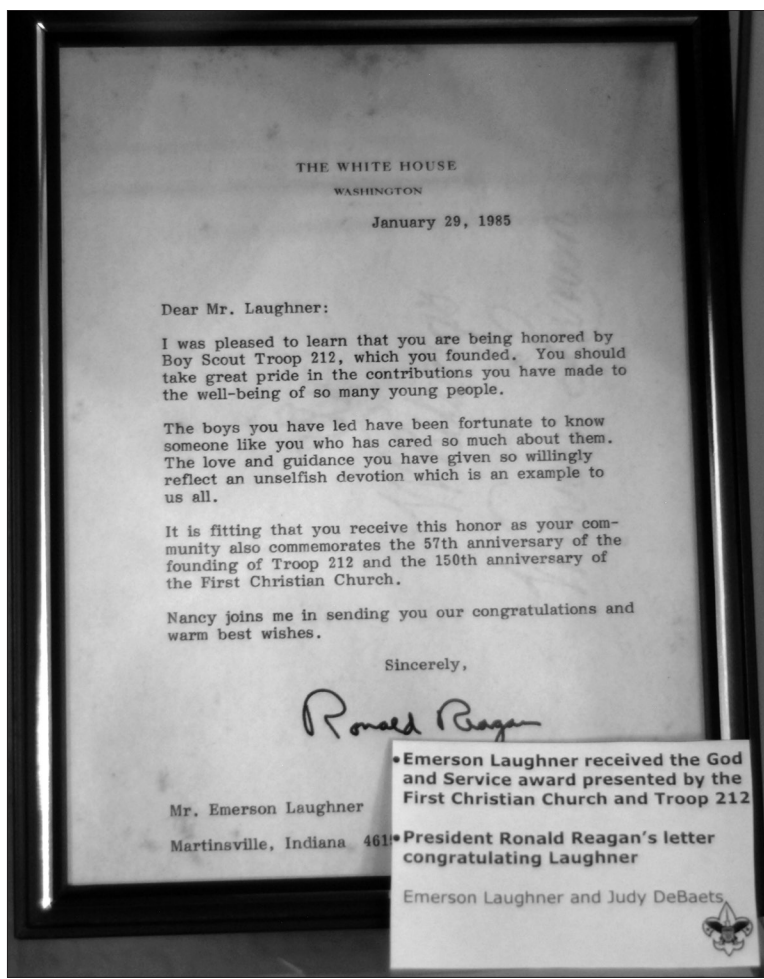 THE WHITE HOUSE
WASHINGTON
January 29, 1985
Dear Mr. Laughner:
I was pleased to learn that you are being honored by
Boy Scout Troop 212, which you founded. You should
take great pride in the contributions you have made to
the well-being of so many young people.
The boys you have led have been fortunate to know
someone like you who has cared so much about them.
The love and guidance you have given so willingly
reflect an unselfish devotion which is an example to
us all.
It is fitting that you receive this honor as your com-
munity also commemorates the 57th anniversary of the
founding of Troop 212 and the 150th anniversary of
the First Christian Church.
Nancy joins me in sending you our congratulations and
warm best wishes.
Sincerely,
Ronald Reagan
Mr. Emerson Laughner
Martinsville, Indiana 461
• Emerson Laughner received the God
and Service award presented by the
First Christian Church and Troop 212
• President Ronald Reagan's letter
congratulating Laughner
Emerson Laughner and Judy DeBaets